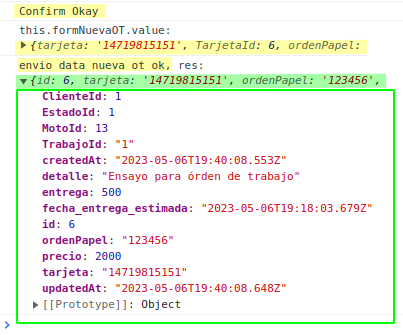 Confirm Okay
this.formNuevaOT.value:
▶{tarjeta: '14719815151', TarjetaId: 6, ordenPapel:
envio data nueva ot ok, res:
▼{id: 6, tarjeta: '14719815151', ordenPapel: '123456',
ClienteId: 1
EstadoId: 1
MotoId: 13
TrabajoId: "1"
createdAt: "2023-05-06T19:40:08.553Z"
detalle: "Ensayo para órden de trabajo"
entrega: 500
fecha_entrega_estimada: "2023-05-06T19:18:03.679Z"
id: 6
ordenPapel: "123456"
precio: 2000
tarjeta: "14719815151"
updatedAt: "2023-05-06T19:40:08.648Z"
▶[[Prototype]]: Object